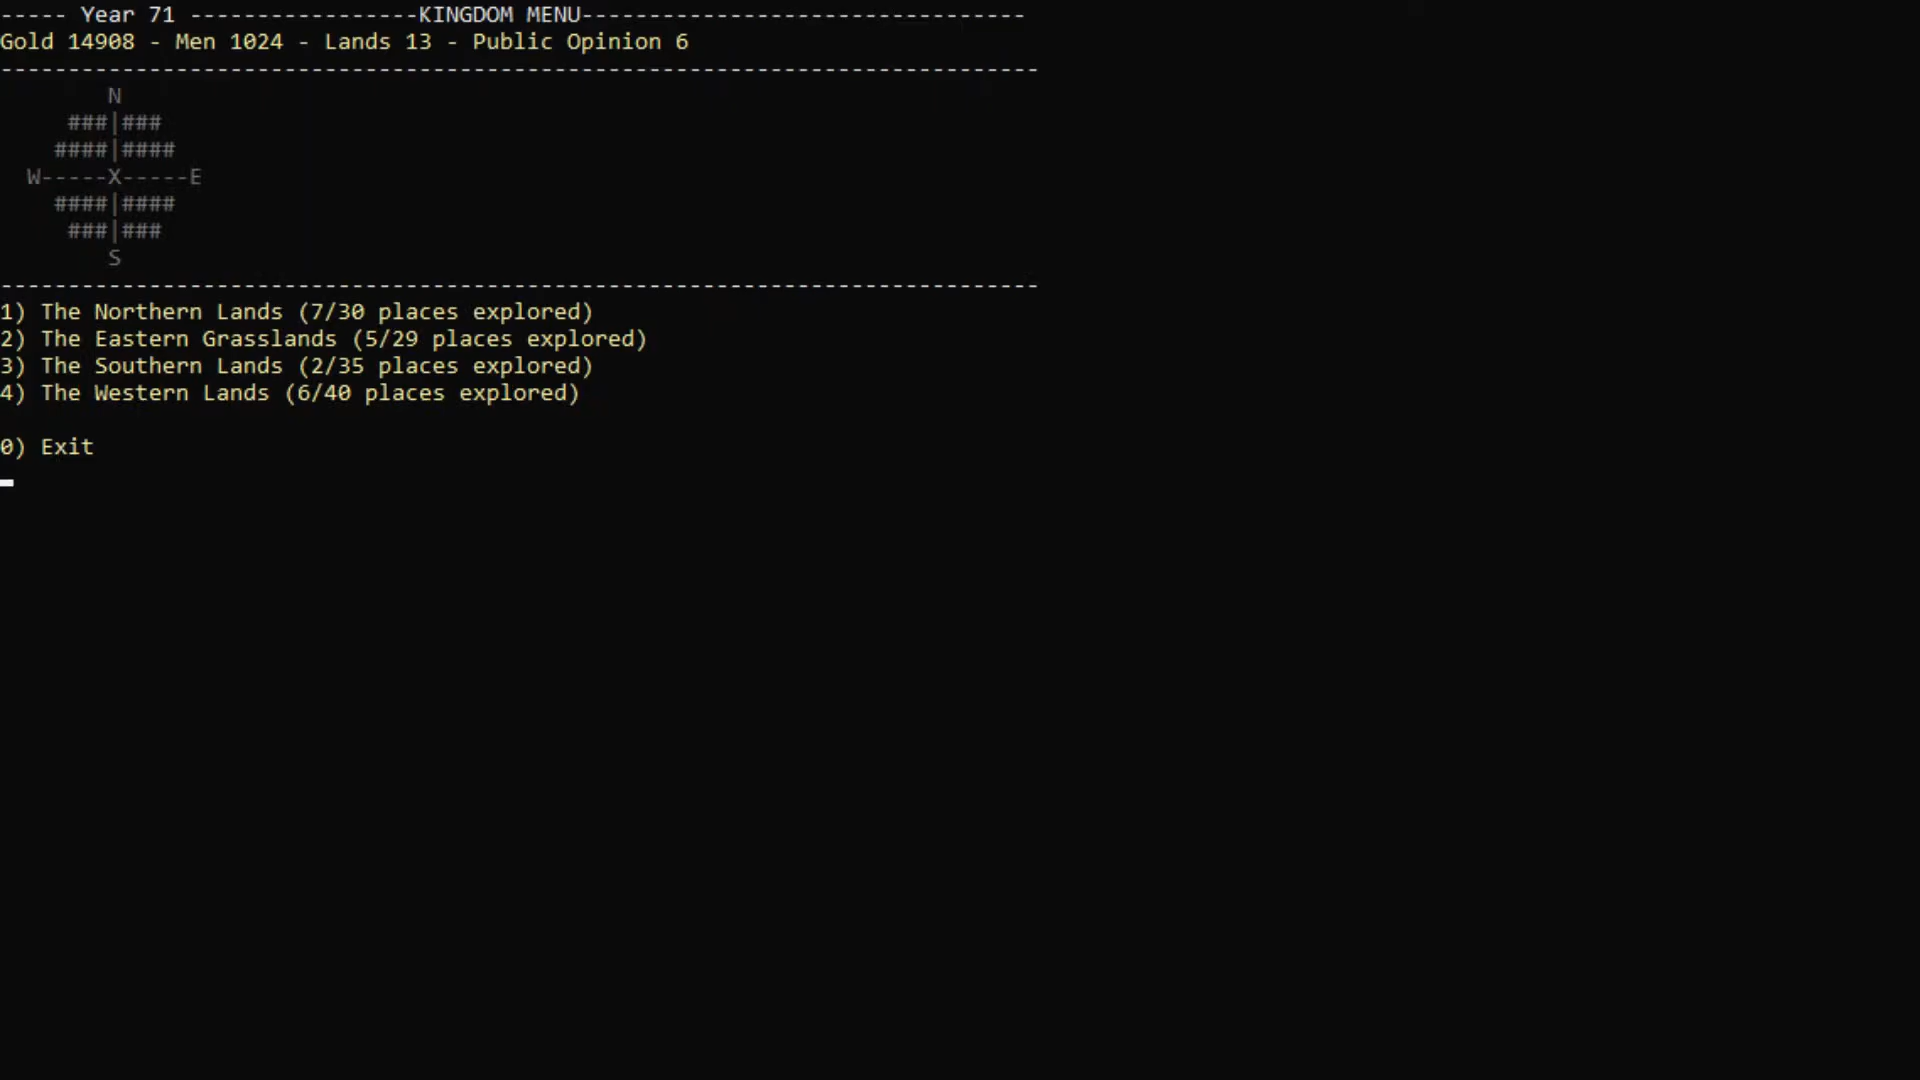 ----- Year 71 -----------------KINGDOM MENU---------------------------------
Gold 14908 - Men 1024 - Lands 13 - Public Opinion 6
-----------------------------------------------------------------------------
        N
     ###|###
    ####|####
  W-----X-----E
    ####|####
     ###|###
        S
-----------------------------------------------------------------------------
1) The Northern Lands (7/30 places explored)
2) The Eastern Grasslands (5/29 places explored)
3) The Southern Lands (2/35 places explored)
4) The Western Lands (6/40 places explored)
0) Exit